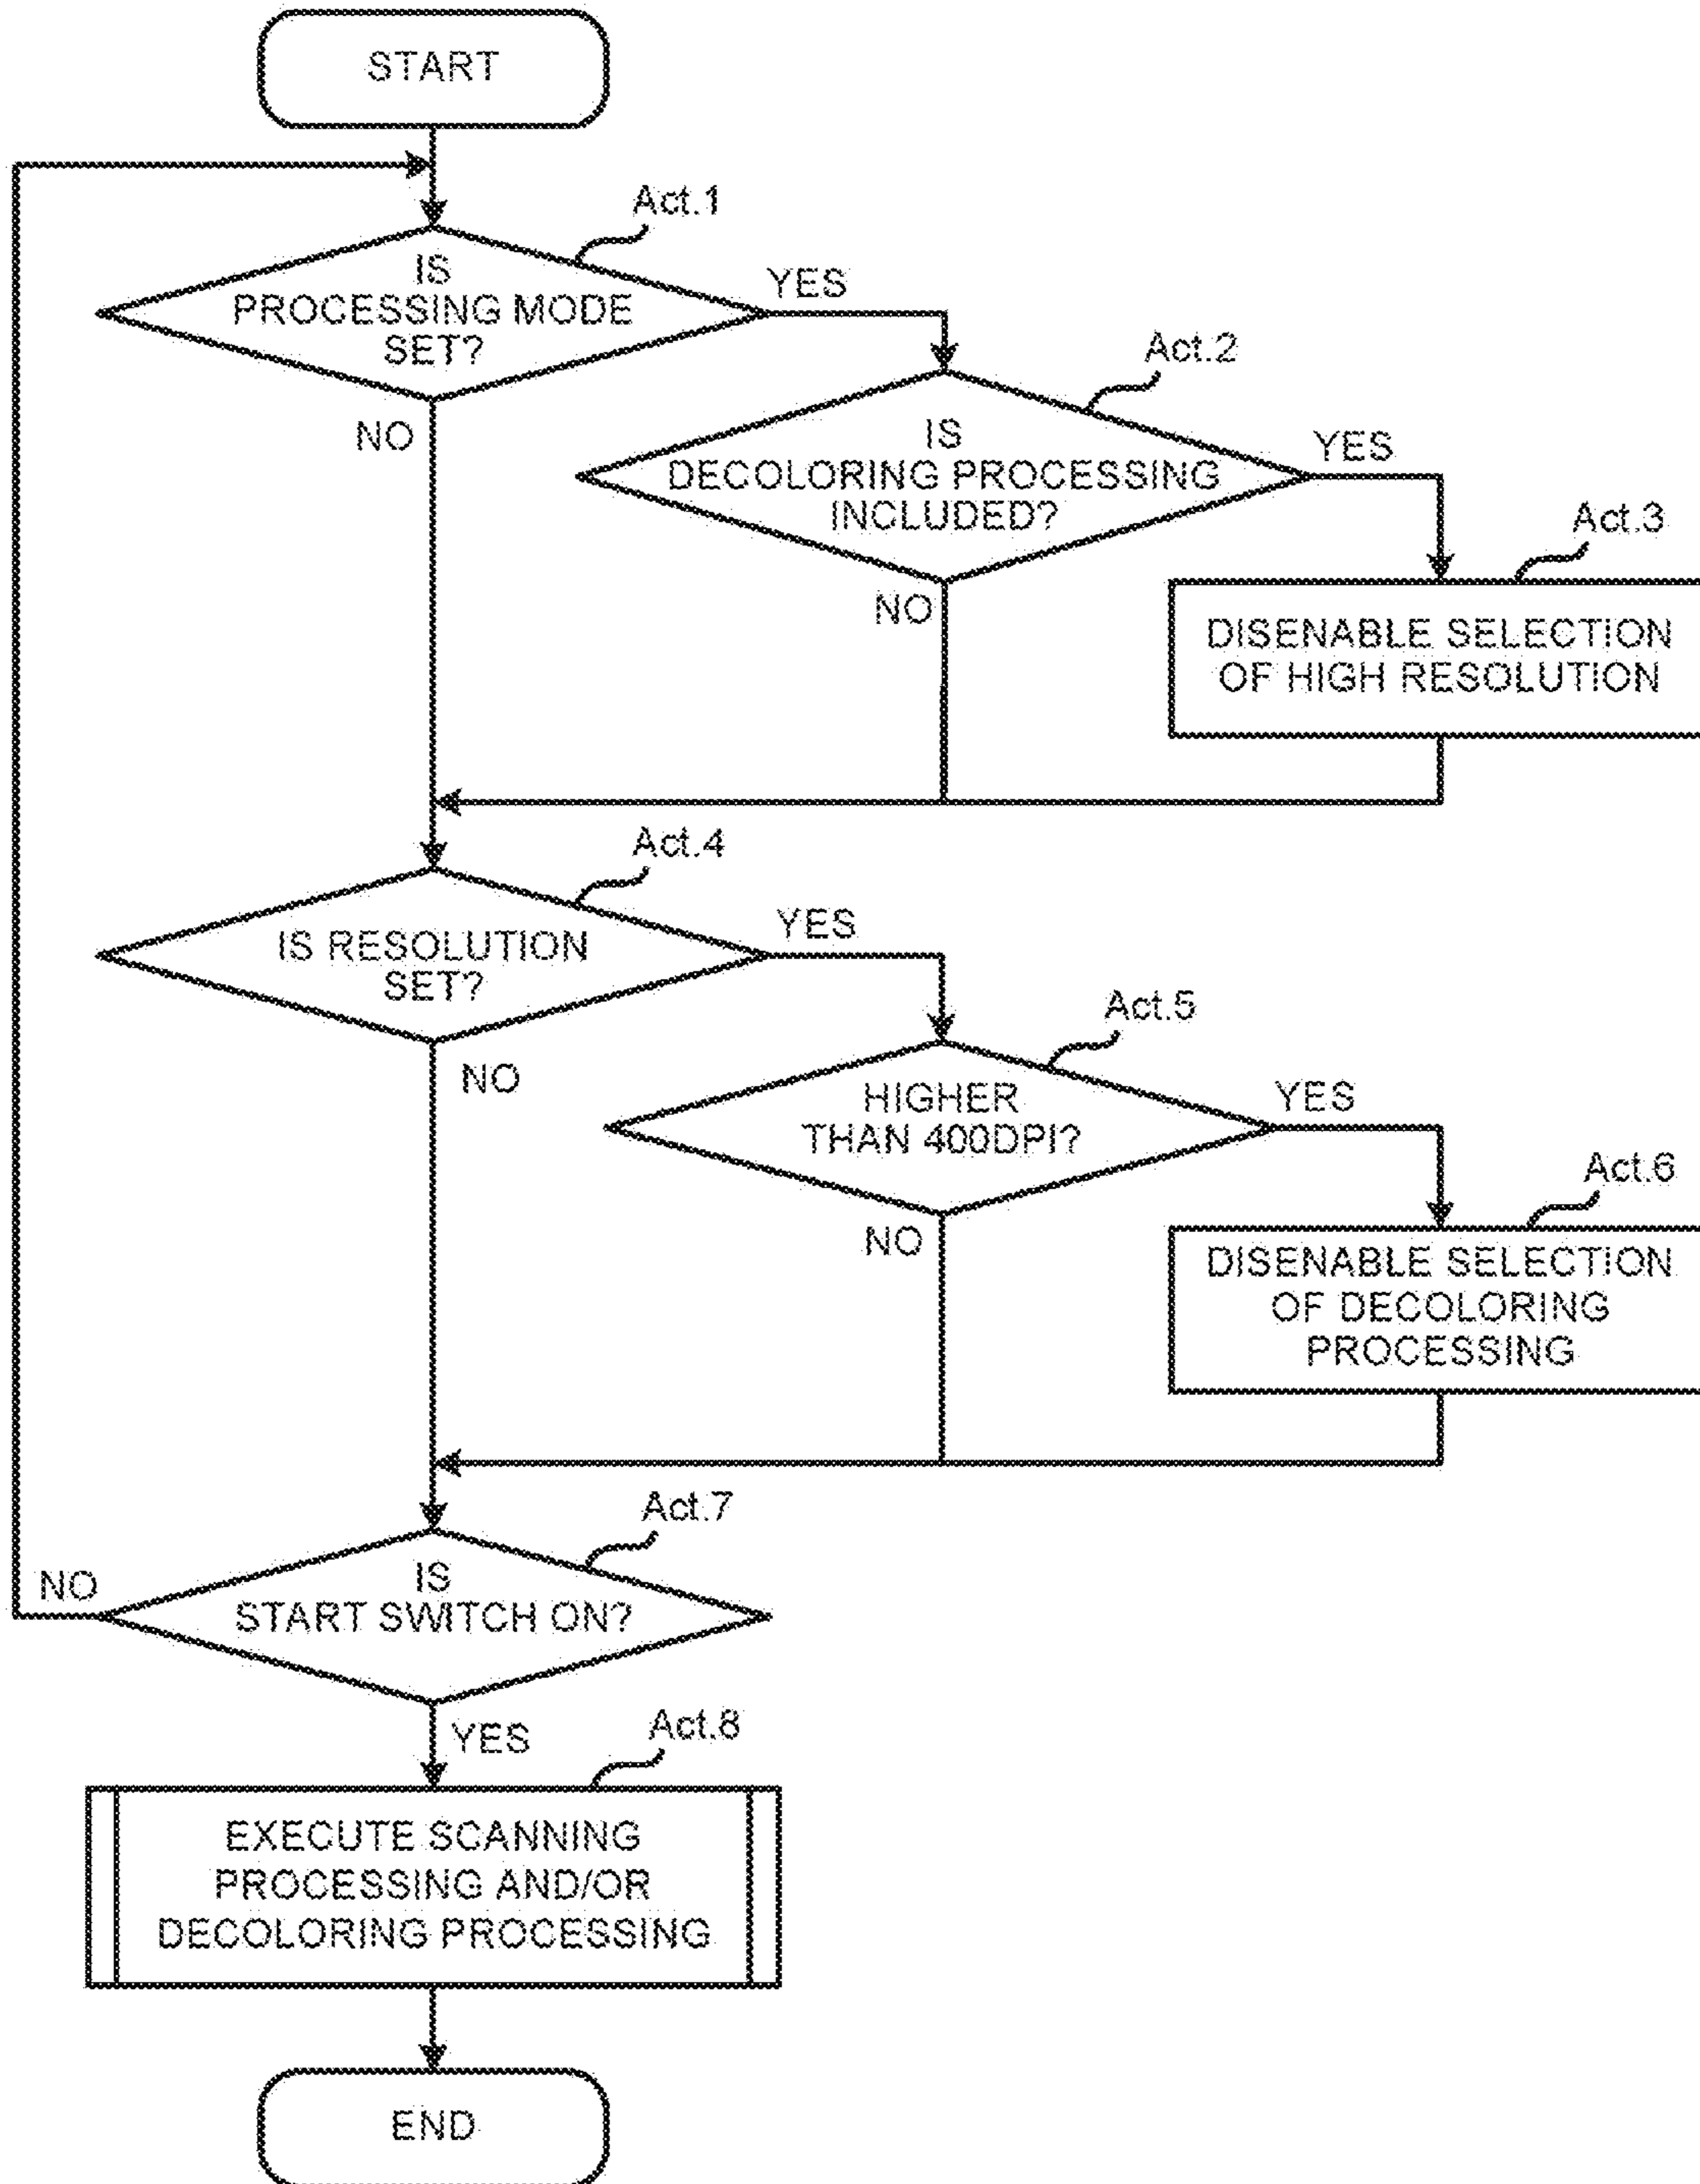 START
Act.1
IS
PROCESSING MODE
SET?
YES
NO
Act.2
IS
DECOLORING PROCESSING
INCLUDED?
YES
NO
Act.3
DISENABLE SELECTION
OF HIGH RESOLUTION
Act.4
IS RESOLUTION
SET?
YES
NO
Act.5
HIGHER
THAN 400DPI?
YES
NO
Act.6
DISENABLE SELECTION
OF DECOLORING
PROCESSING
Act.7
IS
START SWITCH ON?
NO
YES
Act.8
EXECUTE SCANNING
PROCESSING AND/OR
DECOLORING PROCESSING
END